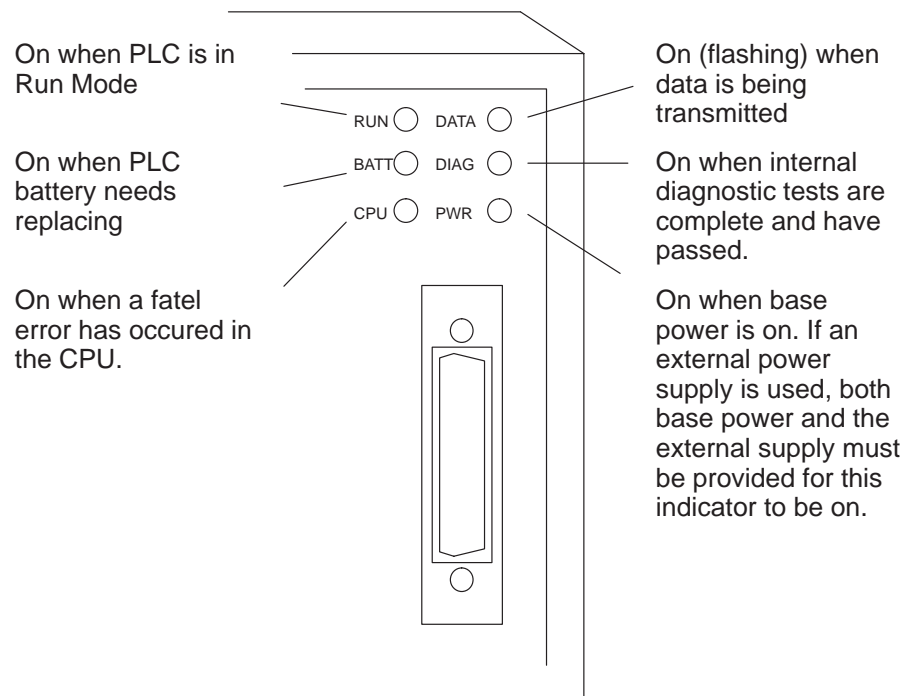 On when PLC is in
Run Mode
On when PLC
battery needs
replacing
On when a fatel
error has occured in
the CPU.
RUN DATA
BATT DIAG
CPU PWR
On (flashing) when
data is being
transmitted
On when internal
diagnostic tests are
complete and have
passed.
On when base
power is on. If an
external power
supply is used, both
base power and the
external supply must
be provided for this
indicator to be on.